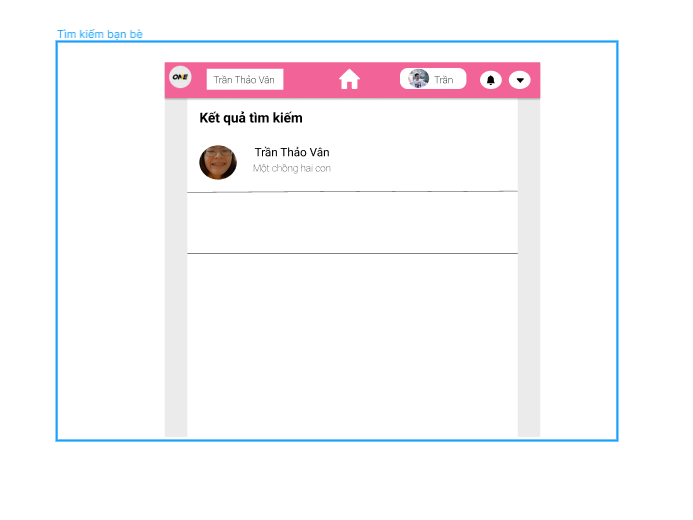 Tìm kiếm bạn bè
ONE
Trần Thảo Vân
Trần
Kết quả tìm kiếm
Trần Thảo Vân
Một chồng hai con